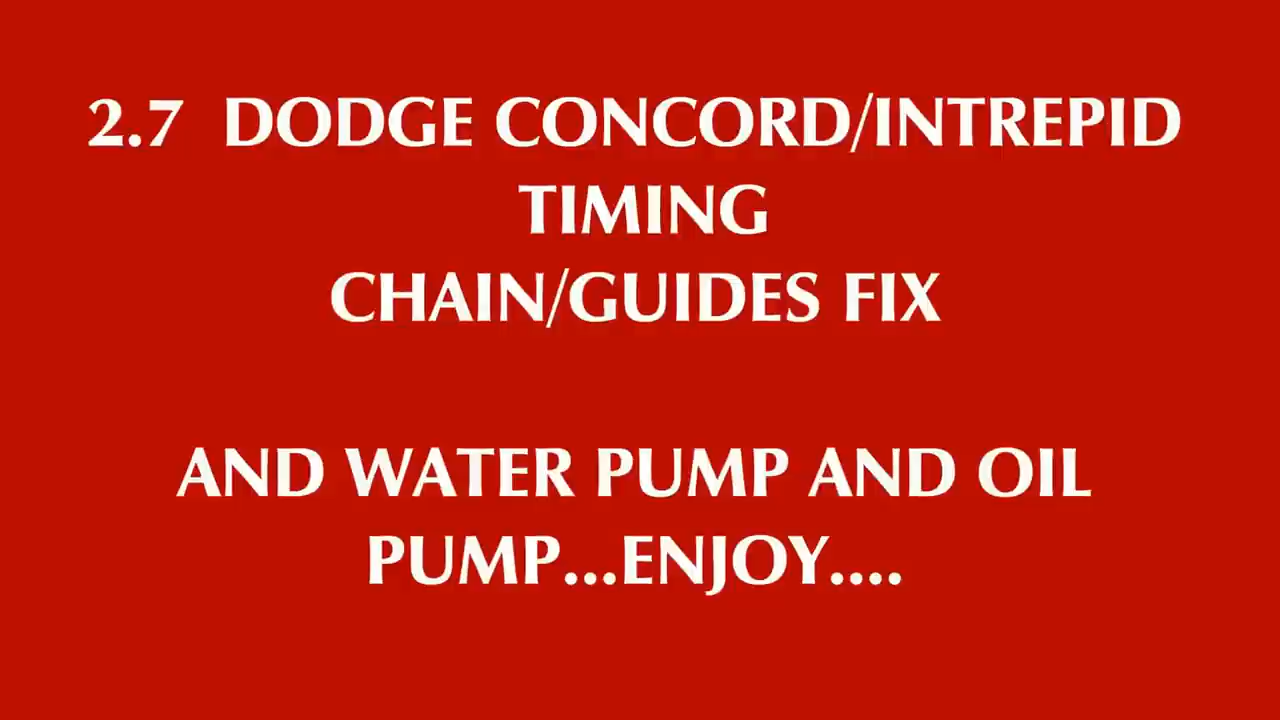 2.7 DODGE CONCORD/INTREPID
TIMING
CHAIN/GUIDES FIX
AND WATER PUMP AND OIL
PUMP...ENJOY....